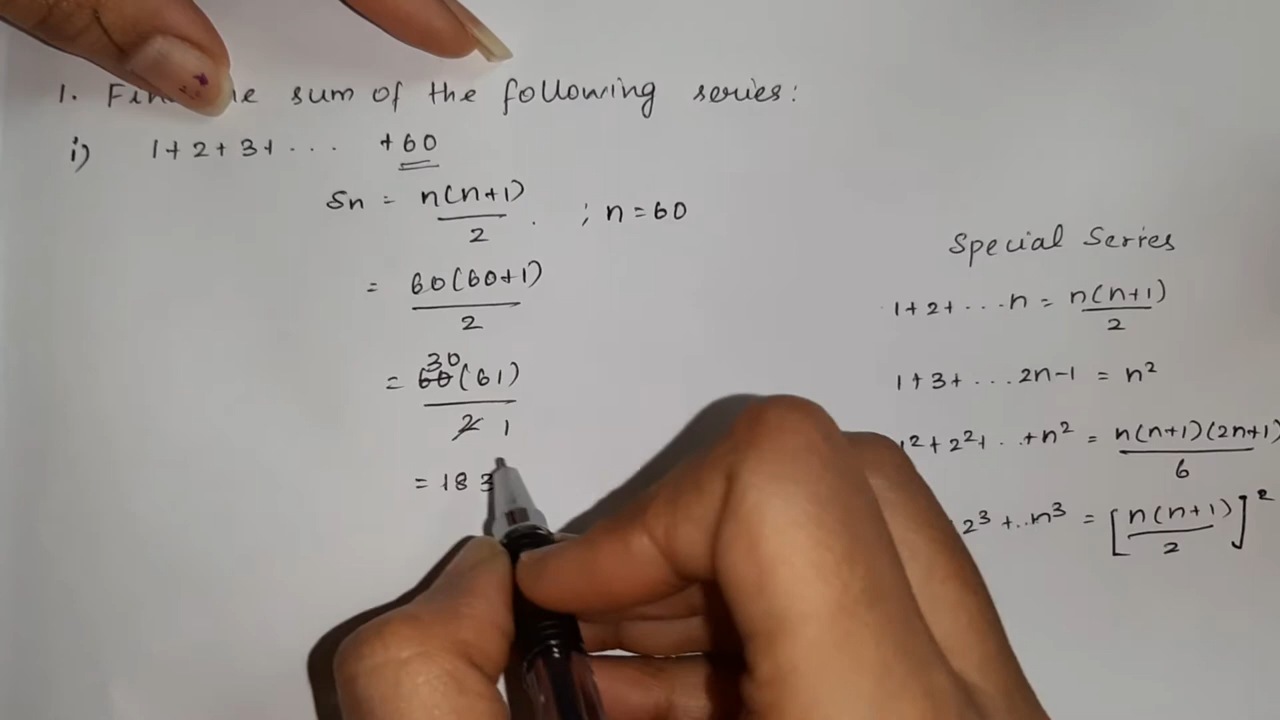 1. Fin he sum of the following series:
i) 1+2+3+... +60
Sn = n(n+1)/2 ; n=60
= 60(60+1)/2
30
= 60(61)/2 1
= 183
Special Series
1+2+...n = n(n+1)/2
1+3+...2n-1 = n²
²+2²+..+n² = n(n+1)(2n+1)/6
2³+..n³ = [n(n+1)/2]²